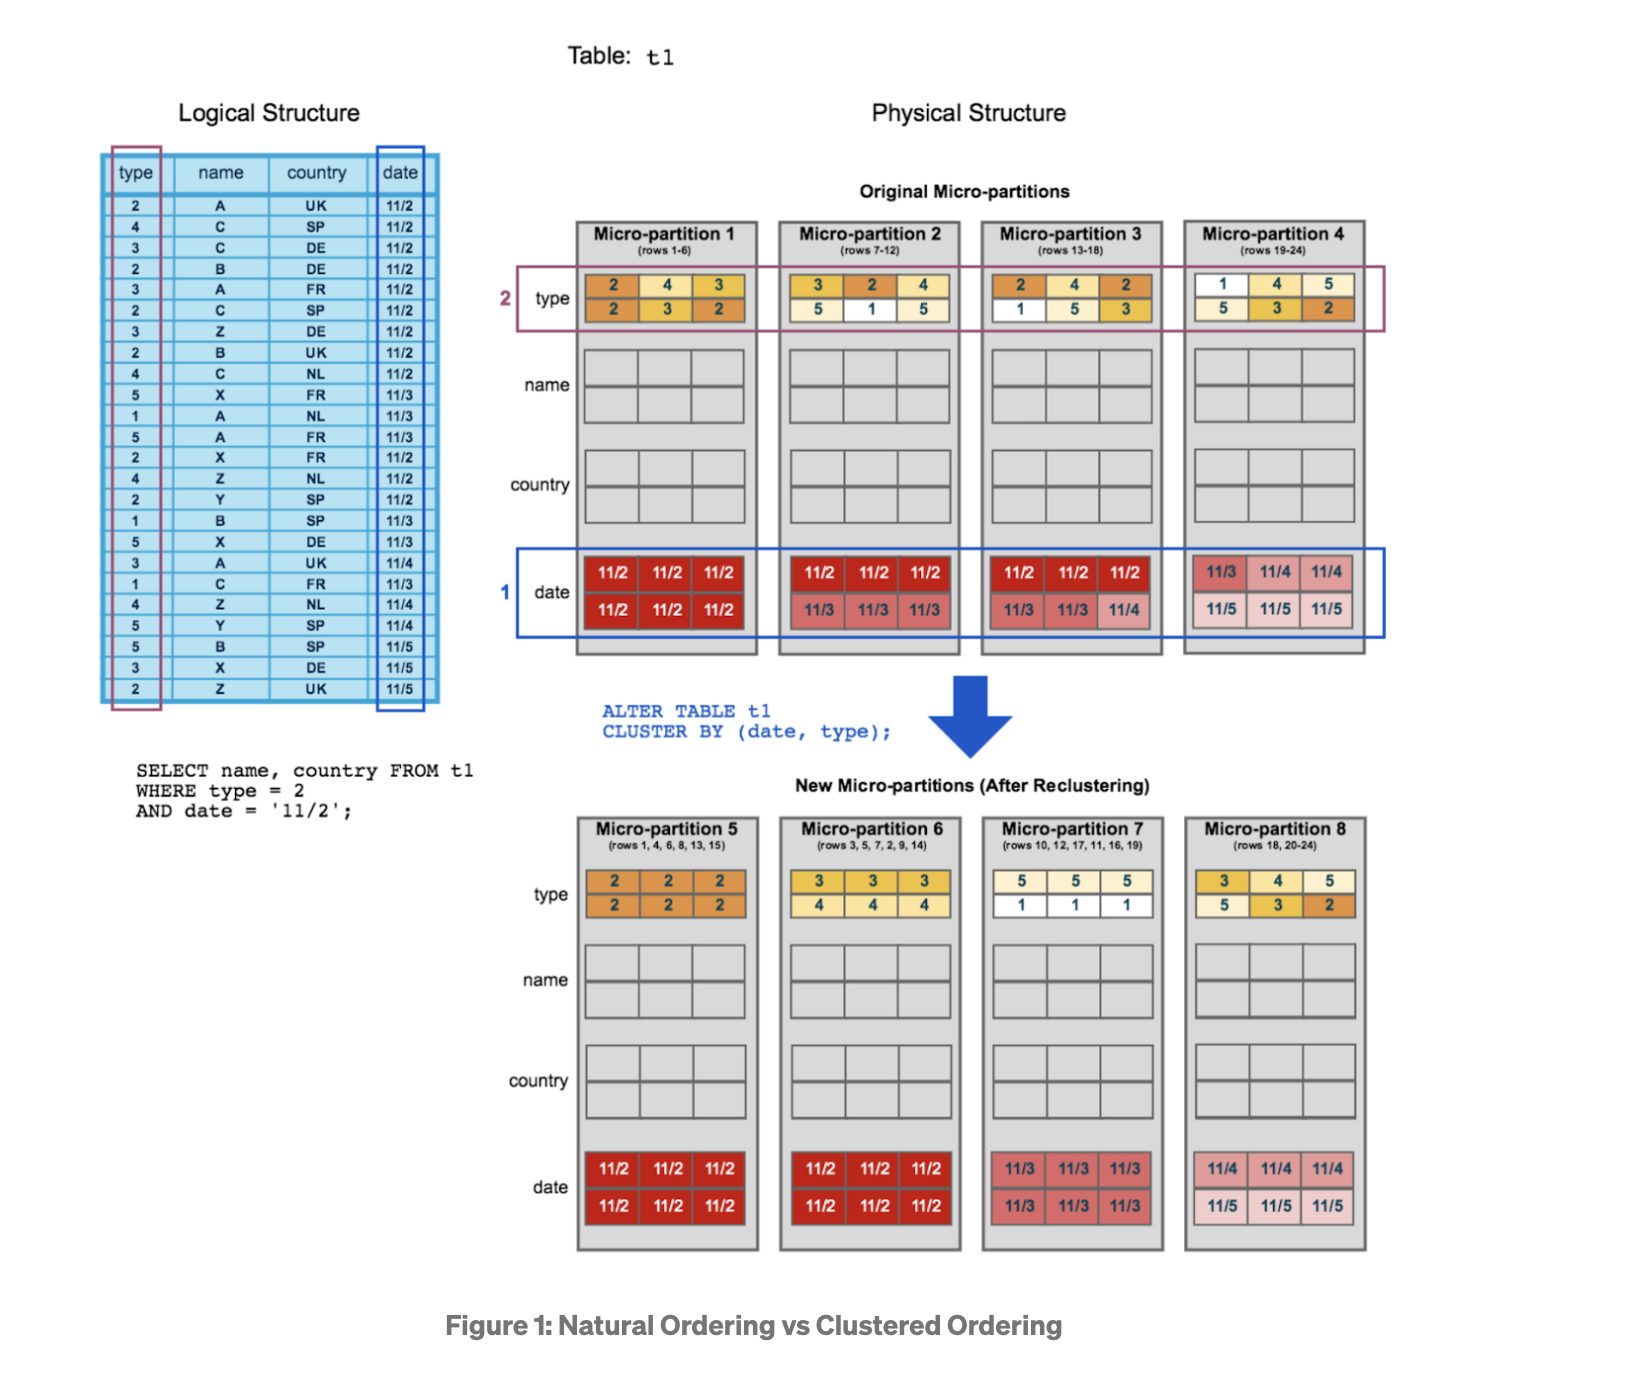 Table: t1
Logical Structure
Physical Structure
type name country date
2 A UK 11/2
4 C SP 11/2
3 C DE 11/2
2 B DE 11/2
3 A FR 11/2
2 C SP 11/2
3 Z DE 11/2
2 B UK 11/2
4 C NL 11/2
5 X FR 11/3
1 A NL 11/3
5 A FR 11/3
2 X FR 11/2
4 Z NL 11/2
2 Y SP 11/2
1 B SP 11/3
5 X DE 11/3
3 A UK 11/4
1 C FR 11/3
4 Z NL 11/4
5 Y SP 11/4
5 B SP 11/5
3 X DE 11/5
2 Z UK 11/5
SELECT name, country FROM t1
WHERE type = 2
AND date = '11/2';
Original Micro-partitions
Micro-partition 1 Micro-partition 2 Micro-partition 3 Micro-partition 4
(rows 1-6) (rows 7-12) (rows 13-18) (rows 19-24)
2 type
2 4 3 3 2 4 2 4 2 1 4 5
2 3 2 5 1 5 1 5 3 5 3 2
name
country
1 date
11/2 11/2 11/2 11/2 11/2 11/2 11/2 11/2 11/2 11/3 11/4 11/4
11/2 11/2 11/2 11/3 11/3 11/3 11/3 11/3 11/4 11/5 11/5 11/5
ALTER TABLE t1
CLUSTER BY (date, type);
New Micro-partitions (After Reclustering)
Micro-partition 5 Micro-partition 6 Micro-partition 7 Micro-partition 8
(rows 1, 4, 6, 8, 13, 15) (rows 3, 5, 7, 2, 9, 14) (rows 10, 12, 17, 11, 16, 19) (rows 18, 20-24)
type
2 2 2 3 3 3 5 5 5 3 4 5
2 2 2 4 4 4 1 1 1 5 3 2
name
country
date
11/2 11/2 11/2 11/2 11/2 11/2 11/3 11/3 11/3 11/4 11/4 11/4
11/2 11/2 11/2 11/2 11/2 11/2 11/3 11/3 11/3 11/5 11/5 11/5
Figure 1: Natural Ordering vs Clustered Ordering